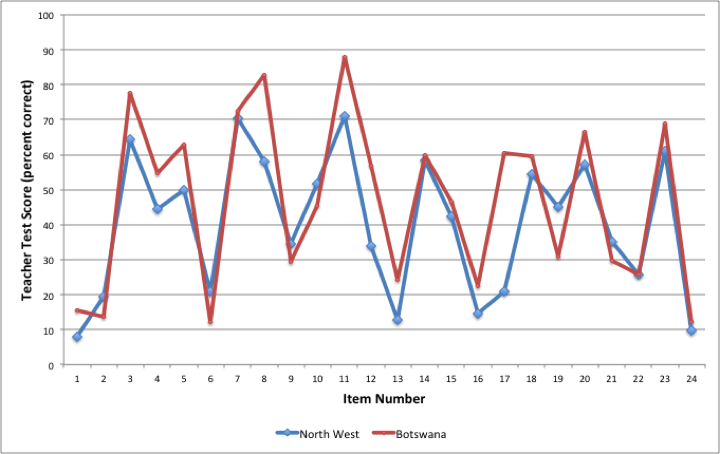 100
90
80
70
60
50
40
30
20
10
0
Teacher Test Score (percent correct)
1 2 3 4 5 6 7 8 9 10 11 12 13 14 15 16 17 18 19 20 21 22 23 24
Item Number
North West Botswana